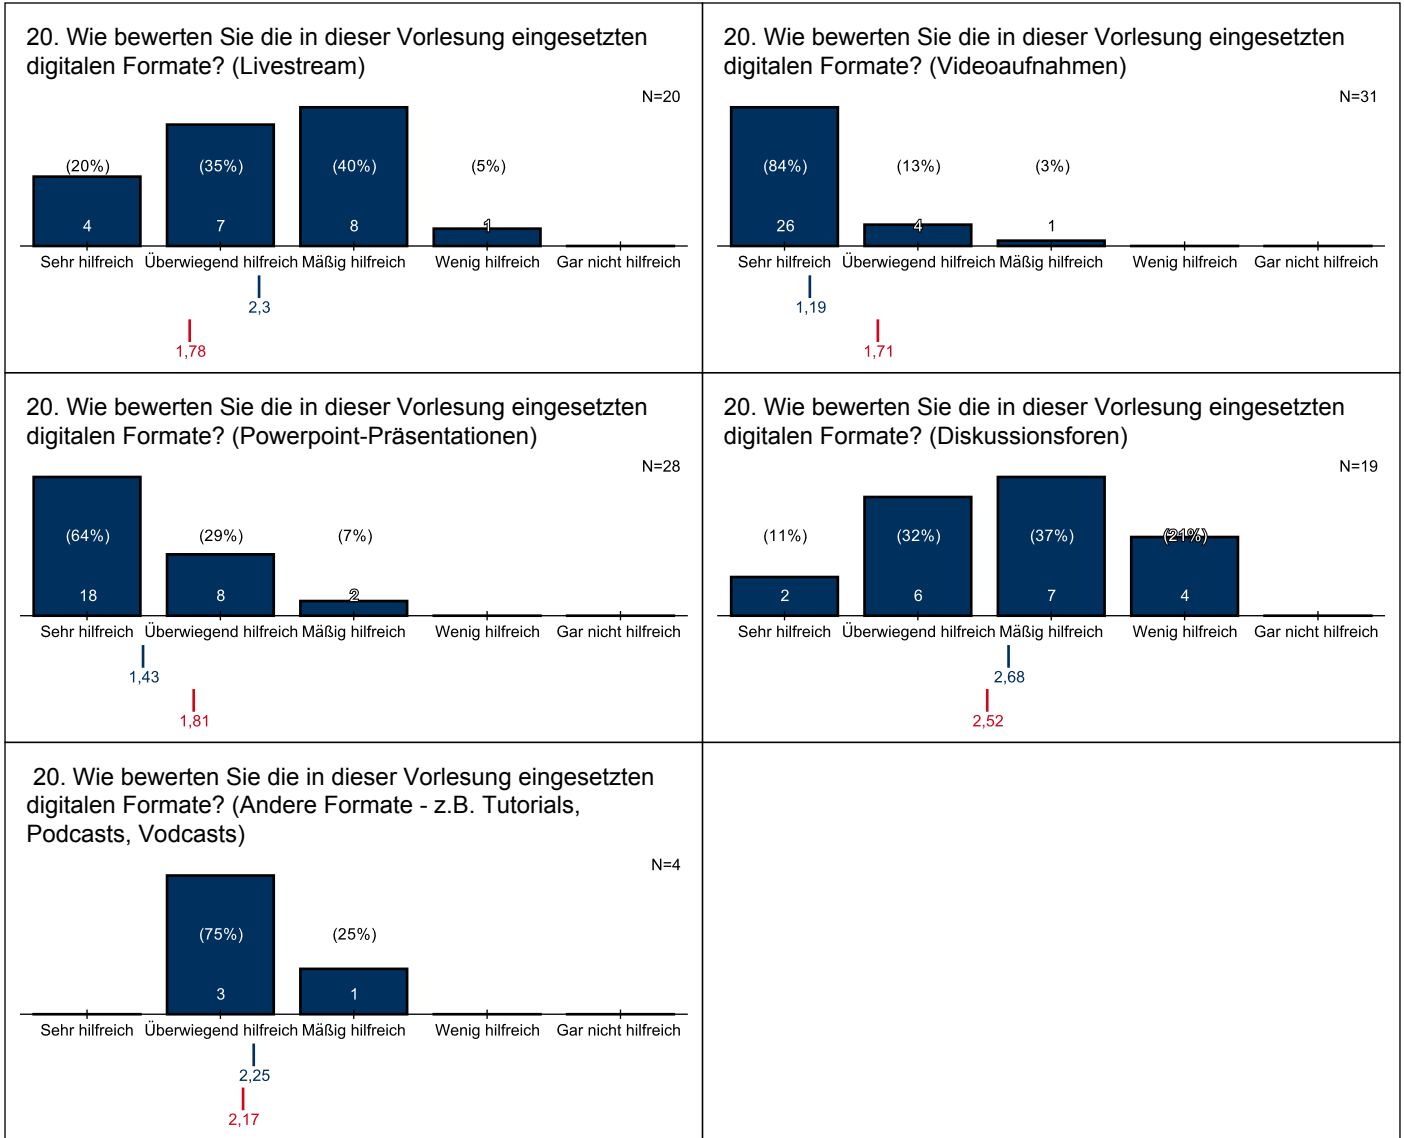 20. Wie bewerten Sie die in dieser Vorlesung eingesetzten
digitalen Formate? (Livestream)
N=20
(20%) (35%) (40%) (5%)
4 7 8 1
Sehr hilfreich Überwiegend hilfreich Mäßig hilfreich Wenig hilfreich Gar nicht hilfreich
2,3
1,78
20. Wie bewerten Sie die in dieser Vorlesung eingesetzten
digitalen Formate? (Videoaufnahmen)
N=31
(84%) (13%) (3%)
26 4 1
Sehr hilfreich Überwiegend hilfreich Mäßig hilfreich Wenig hilfreich Gar nicht hilfreich
1,19
1,71
20. Wie bewerten Sie die in dieser Vorlesung eingesetzten
digitalen Formate? (Powerpoint-Präsentationen)
N=28
(64%) (29%) (7%)
18 8 2
Sehr hilfreich Überwiegend hilfreich Mäßig hilfreich Wenig hilfreich Gar nicht hilfreich
1,43
1,81
20. Wie bewerten Sie die in dieser Vorlesung eingesetzten
digitalen Formate? (Diskussionsforen)
N=19
(11%) (32%) (37%) (21%)
2 6 7 4
Sehr hilfreich Überwiegend hilfreich Mäßig hilfreich Wenig hilfreich Gar nicht hilfreich
2,68
2,52
20. Wie bewerten Sie die in dieser Vorlesung eingesetzten
digitalen Formate? (Andere Formate - z.B. Tutorials,
Podcasts, Vodcasts)
N=4
(75%) (25%)
3 1
Sehr hilfreich Überwiegend hilfreich Mäßig hilfreich Wenig hilfreich Gar nicht hilfreich
2,25
2,17